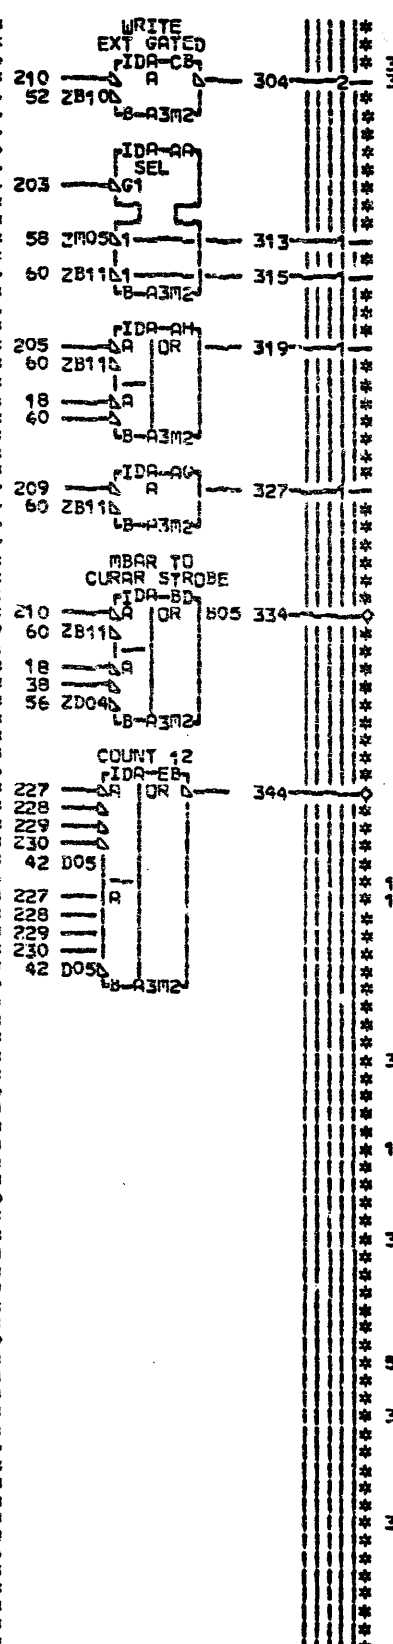 WRITE
EXT GATED
IDA-CB
210 A 304 2
52 ZB10
B-A3M2
IDA-AA
SEL
203 G1
58 ZM05 1 313 1
60 ZB11 1 315 1
B-A3M2
IDA-AH
205 A OR 319 1
60 ZB11
18 A
60
B-A3M2
IDA-AG
209 A 327 1
60 ZB11
B-A3M2
MBAR TO
CURAR STROBE
IDA-BD
210 A OR B05 334
60 ZB11
18 A
38
56 ZD04
B-A3M2
COUNT 12
IDA-EB
227 A OR 344
228
229
230
42 D05
227 A
228
229
230
42 D05
B-A3M2